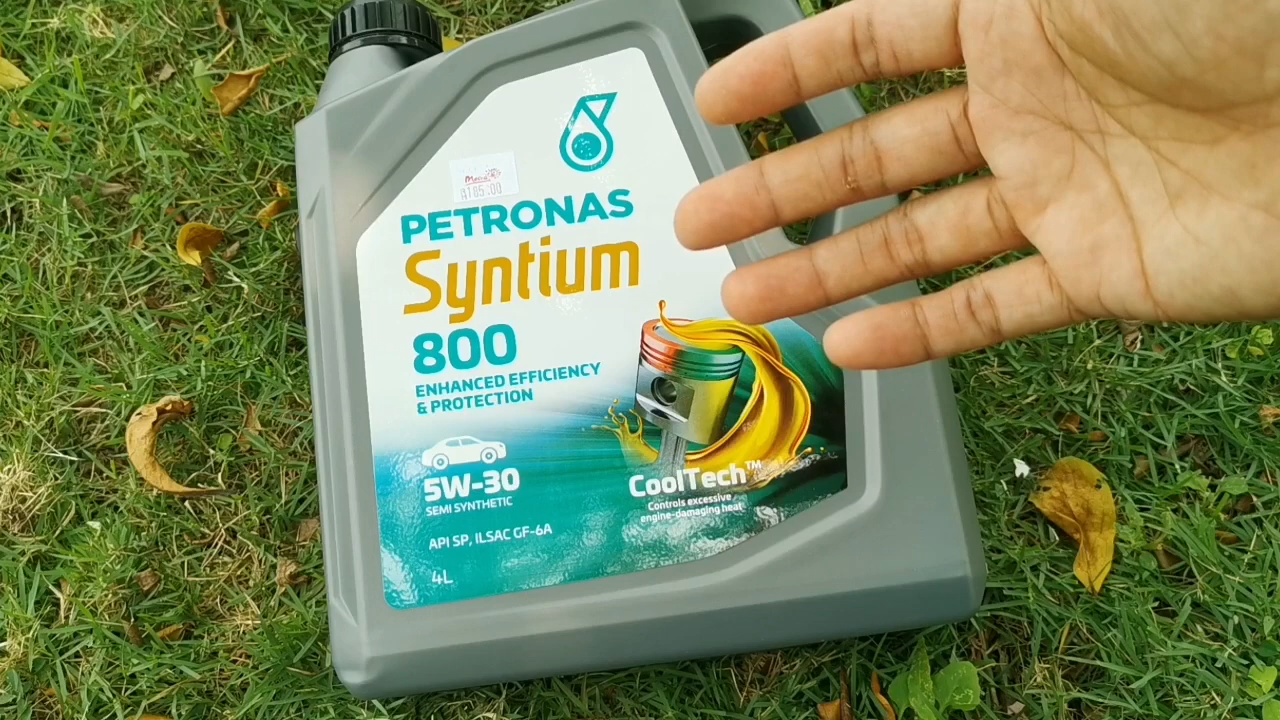 PETRONAS
Syntium
800
ENHANCED EFFICIENCY
& PROTECTION
5W-30
SEMI SYNTHETIC
API SP, ILSAC GF-6A
4L
CoolTech™
Controls excessive
engine-damaging heat